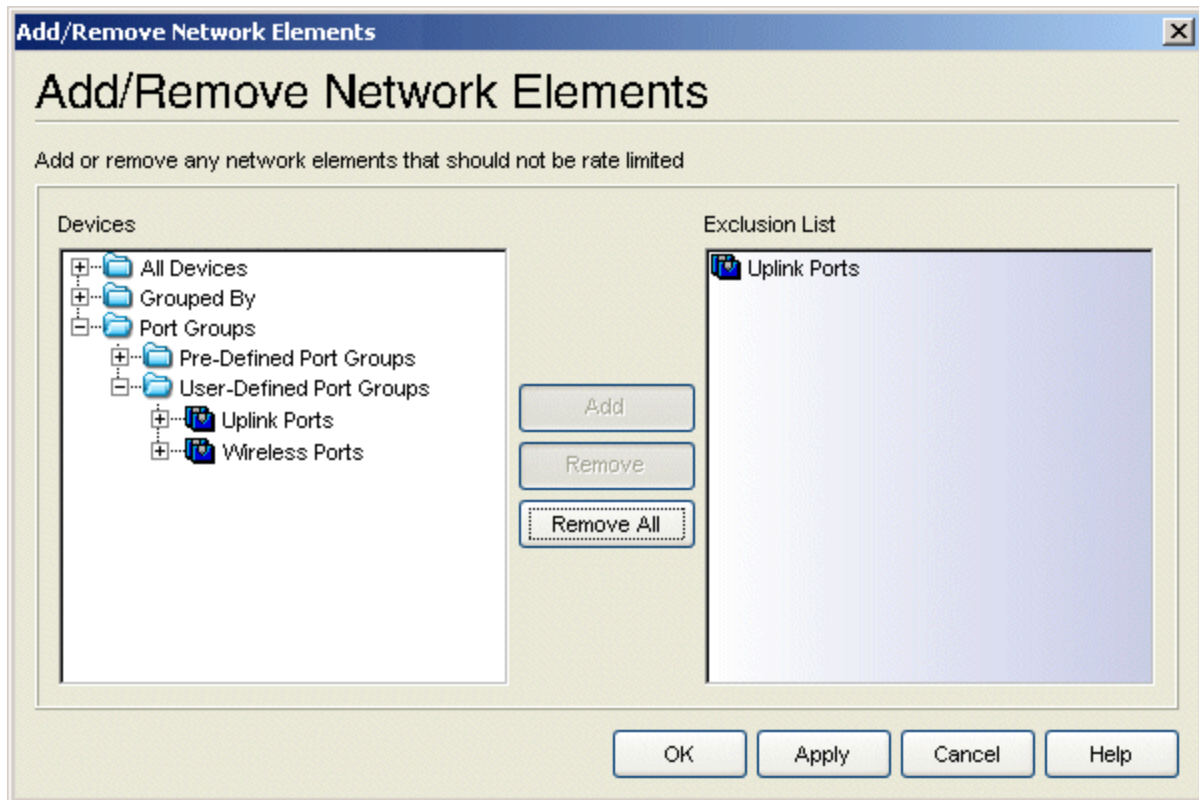 Add/Remove Network Elements
Add/Remove Network Elements
Add or remove any network elements that should not be rate limited
Devices
All Devices
Grouped By
Port Groups
Pre-Defined Port Groups
User-Defined Port Groups
Uplink Ports
Wireless Ports
Add
Remove
Remove All
Exclusion List
Uplink Ports
OK
Apply
Cancel
Help